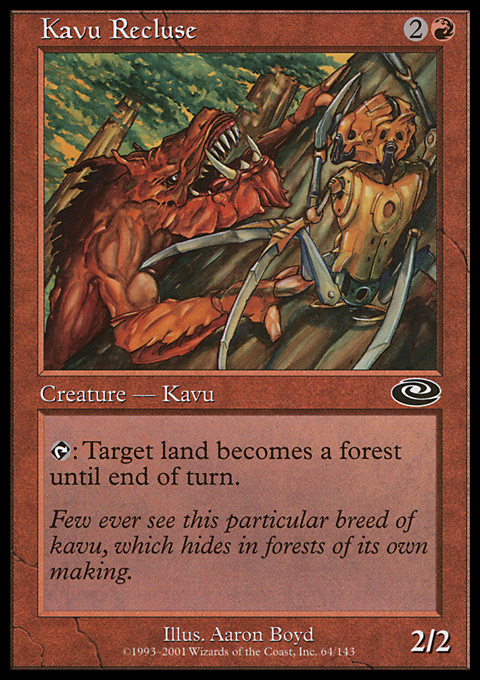 Kavu Recluse 2
Creature — Kavu
: Target land becomes a forest
until end of turn.
Few ever see this particular breed of
kavu, which hides in forests of its own
making.
Illus. Aaron Boyd
©1993–2001 Wizards of the Coast, Inc. 64/143
2/2